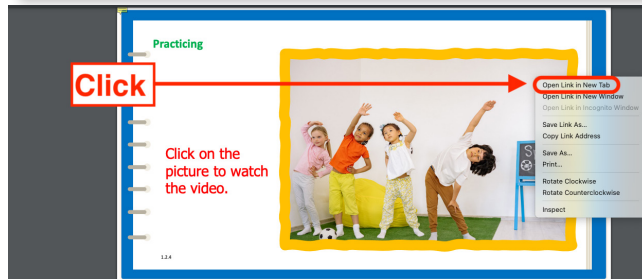 Practicing
Click
Click on the
picture to watch
the video.
1.2.4
Open Link in New Tab
Open Link in New Window
Open Link in Incognito Window
Save Link As...
Copy Link Address
Save As...
Print...
Rotate Clockwise
Rotate Counterclockwise
Inspect